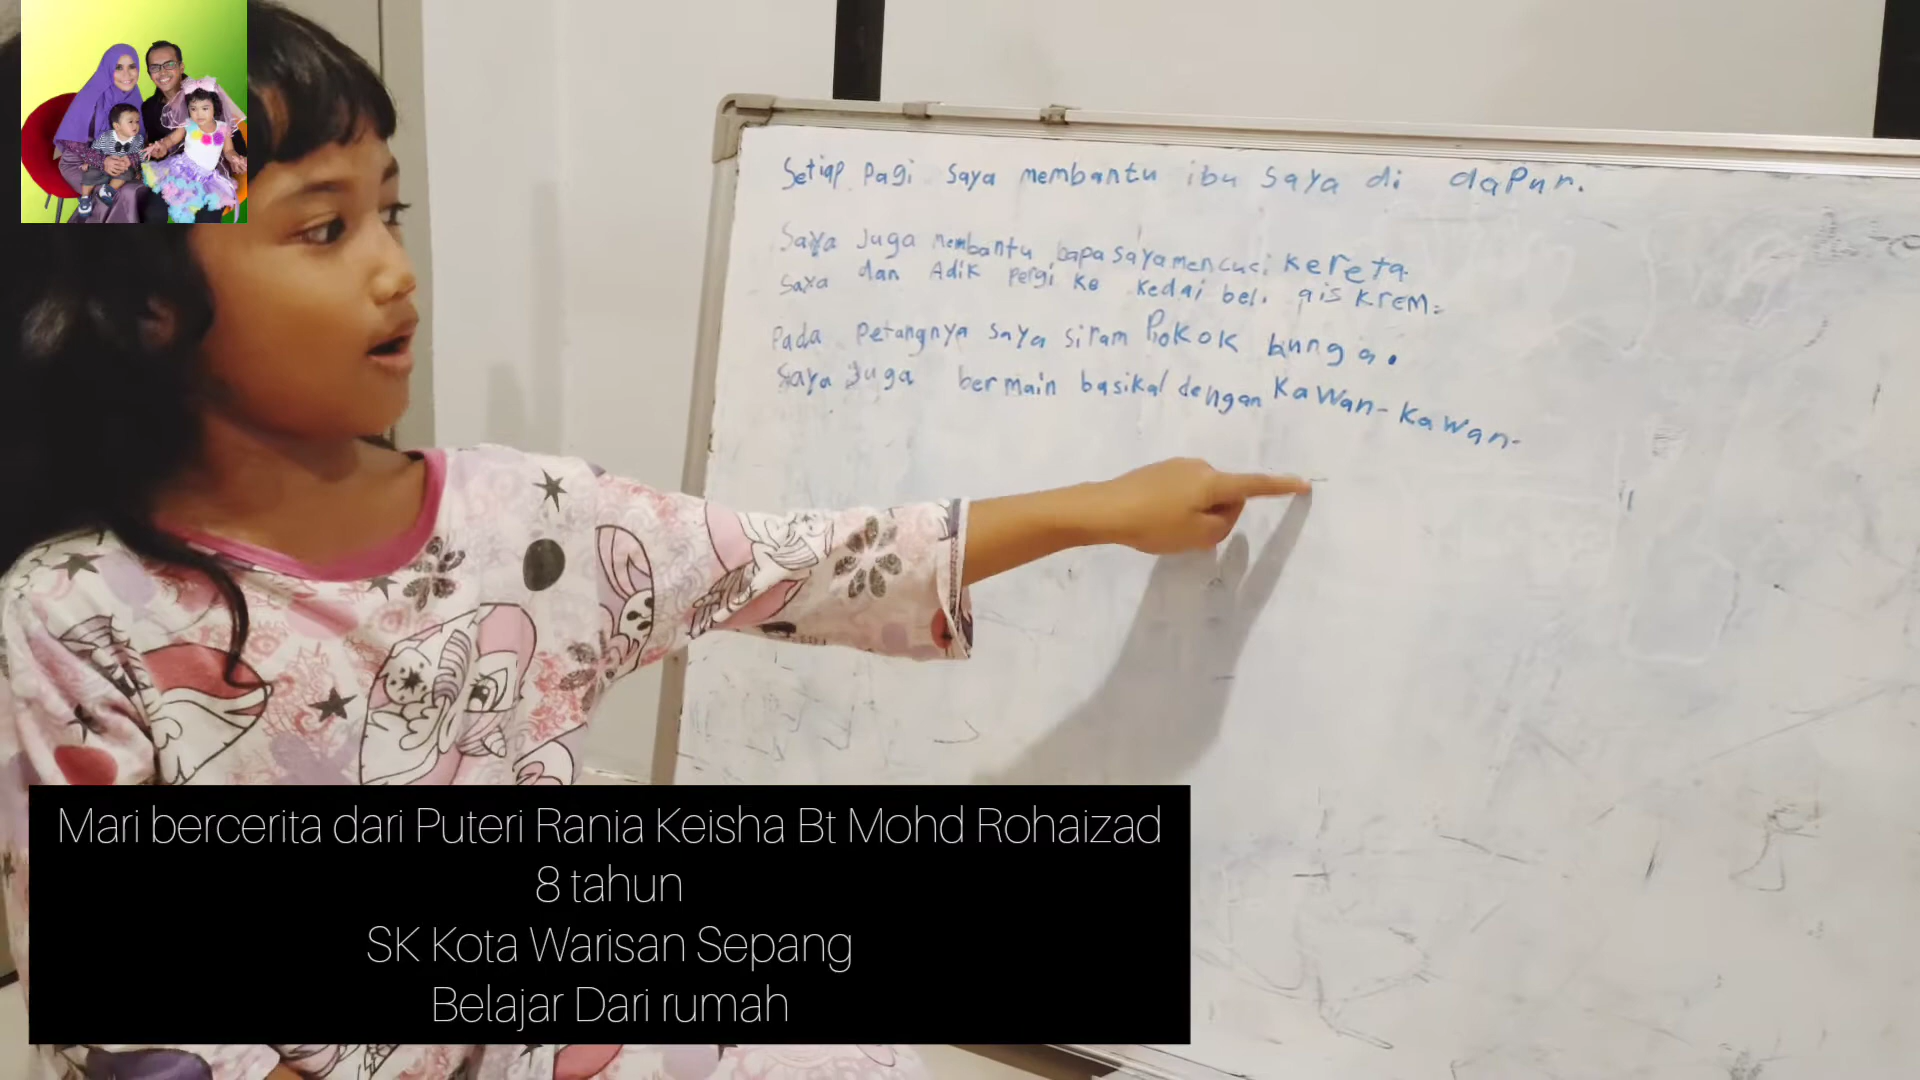 Setiap Pagi saya membantu ibu saya di dapur.
Saya Juga membantu bapa saya mencuci kereta.
Saya dan Adik pergi ke kedai beli ais krem.
Pada petangnya saya siram Pokok bunga.
Saya Juga bermain basikal dengan Kawan-Kawan.
Mari bercerita dari Puteri Rania Keisha Bt Mohd Rohaizad
8 tahun
SK Kota Warisan Sepang
Belajar Dari rumah